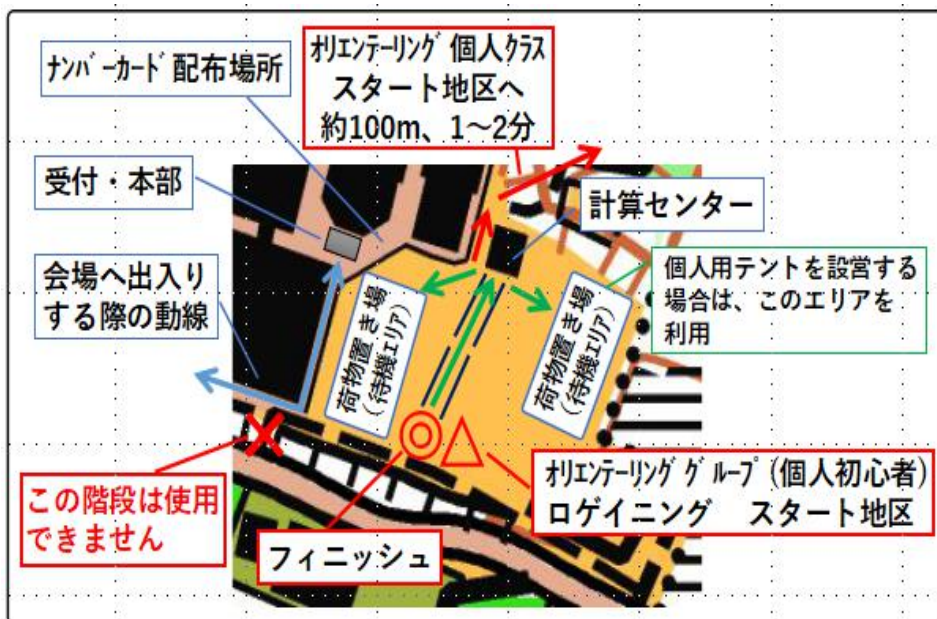 ﾅﾝﾊﾞｰｶｰﾄﾞ配布場所
ｵﾘｴﾝﾃｰﾘﾝｸﾞ個人ｸﾗｽ
スタート地区へ
約100m、1～2分
受付・本部
計算センター
会場へ出入り
する際の動線
個人用テントを設営する
場合は、このエリアを
利用
荷物置き場
（待機ｴﾘｱ）
荷物置き場
（待機ｴﾘｱ）
この階段は使用
できません
フィニッシュ
ｵﾘｴﾝﾃｰﾘﾝｸﾞｸﾞﾙｰﾌﾟ(個人初心者)
ロゲイニング　スタート地区